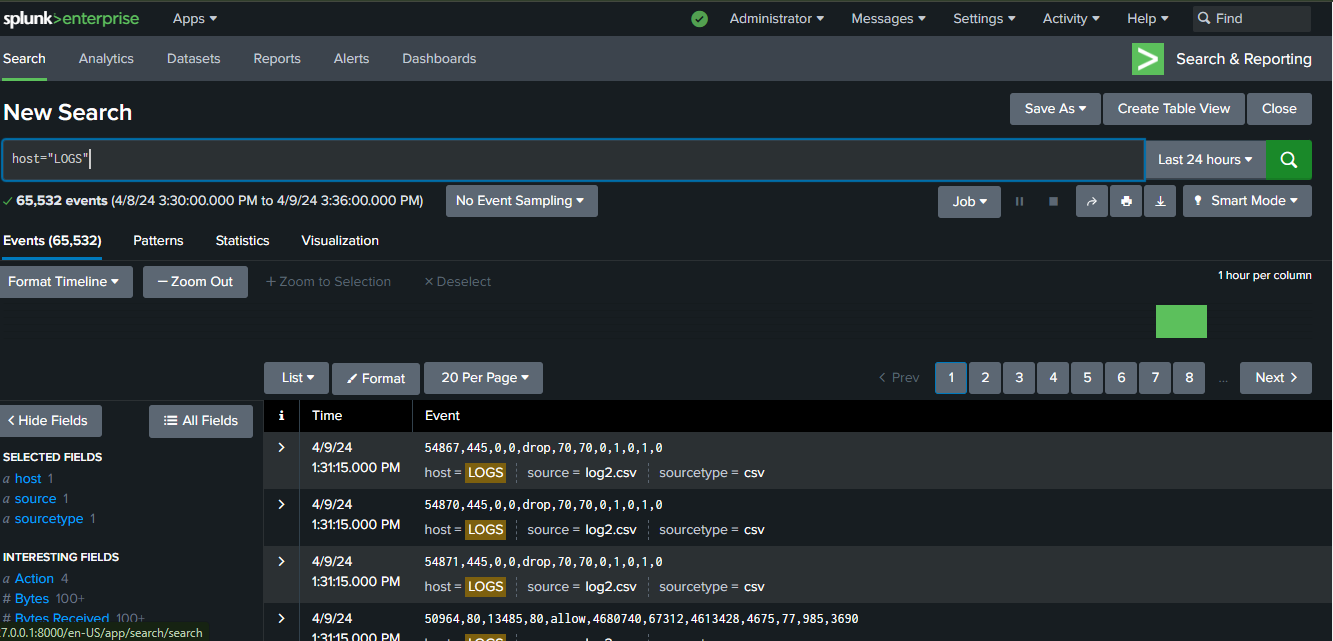 splunk>enterprise Apps ▾ Administrator ▾ Messages ▾ Settings ▾ Activity ▾ Help ▾ Find
Search Analytics Datasets Reports Alerts Dashboards > Search & Reporting
New Search Save As ▾ Create Table View Close
host="LOGS" Last 24 hours ▾
✓ 65,532 events (4/8/24 3:30:00.000 PM to 4/9/24 3:36:00.000 PM) No Event Sampling ▾ Job ▾ Smart Mode ▾
Events (65,532) Patterns Statistics Visualization
Format Timeline ▾ — Zoom Out + Zoom to Selection × Deselect 1 hour per column
List ▾ Format 20 Per Page ▾ < Prev 1 2 3 4 5 6 7 8 ... Next >
< Hide Fields All Fields i Time Event
SELECTED FIELDS
a host 1
a source 1
a sourcetype 1
INTERESTING FIELDS
a Action 4
# Bytes 100+
# Bytes Received 100+
7.0.0.1:8000/en-US/app/search/search
> 4/9/24 54867,445,0,0,drop,70,70,0,1,0,1,0
1:31:15.000 PM host = LOGS source = log2.csv sourcetype = csv
> 4/9/24 54870,445,0,0,drop,70,70,0,1,0,1,0
1:31:15.000 PM host = LOGS source = log2.csv sourcetype = csv
> 4/9/24 54871,445,0,0,drop,70,70,0,1,0,1,0
1:31:15.000 PM host = LOGS source = log2.csv sourcetype = csv
> 4/9/24 50964,80,13485,80,allow,4680740,67312,4613428,4675,77,985,3690
1:31:15.000 PM host = LOGS source = log2.csv